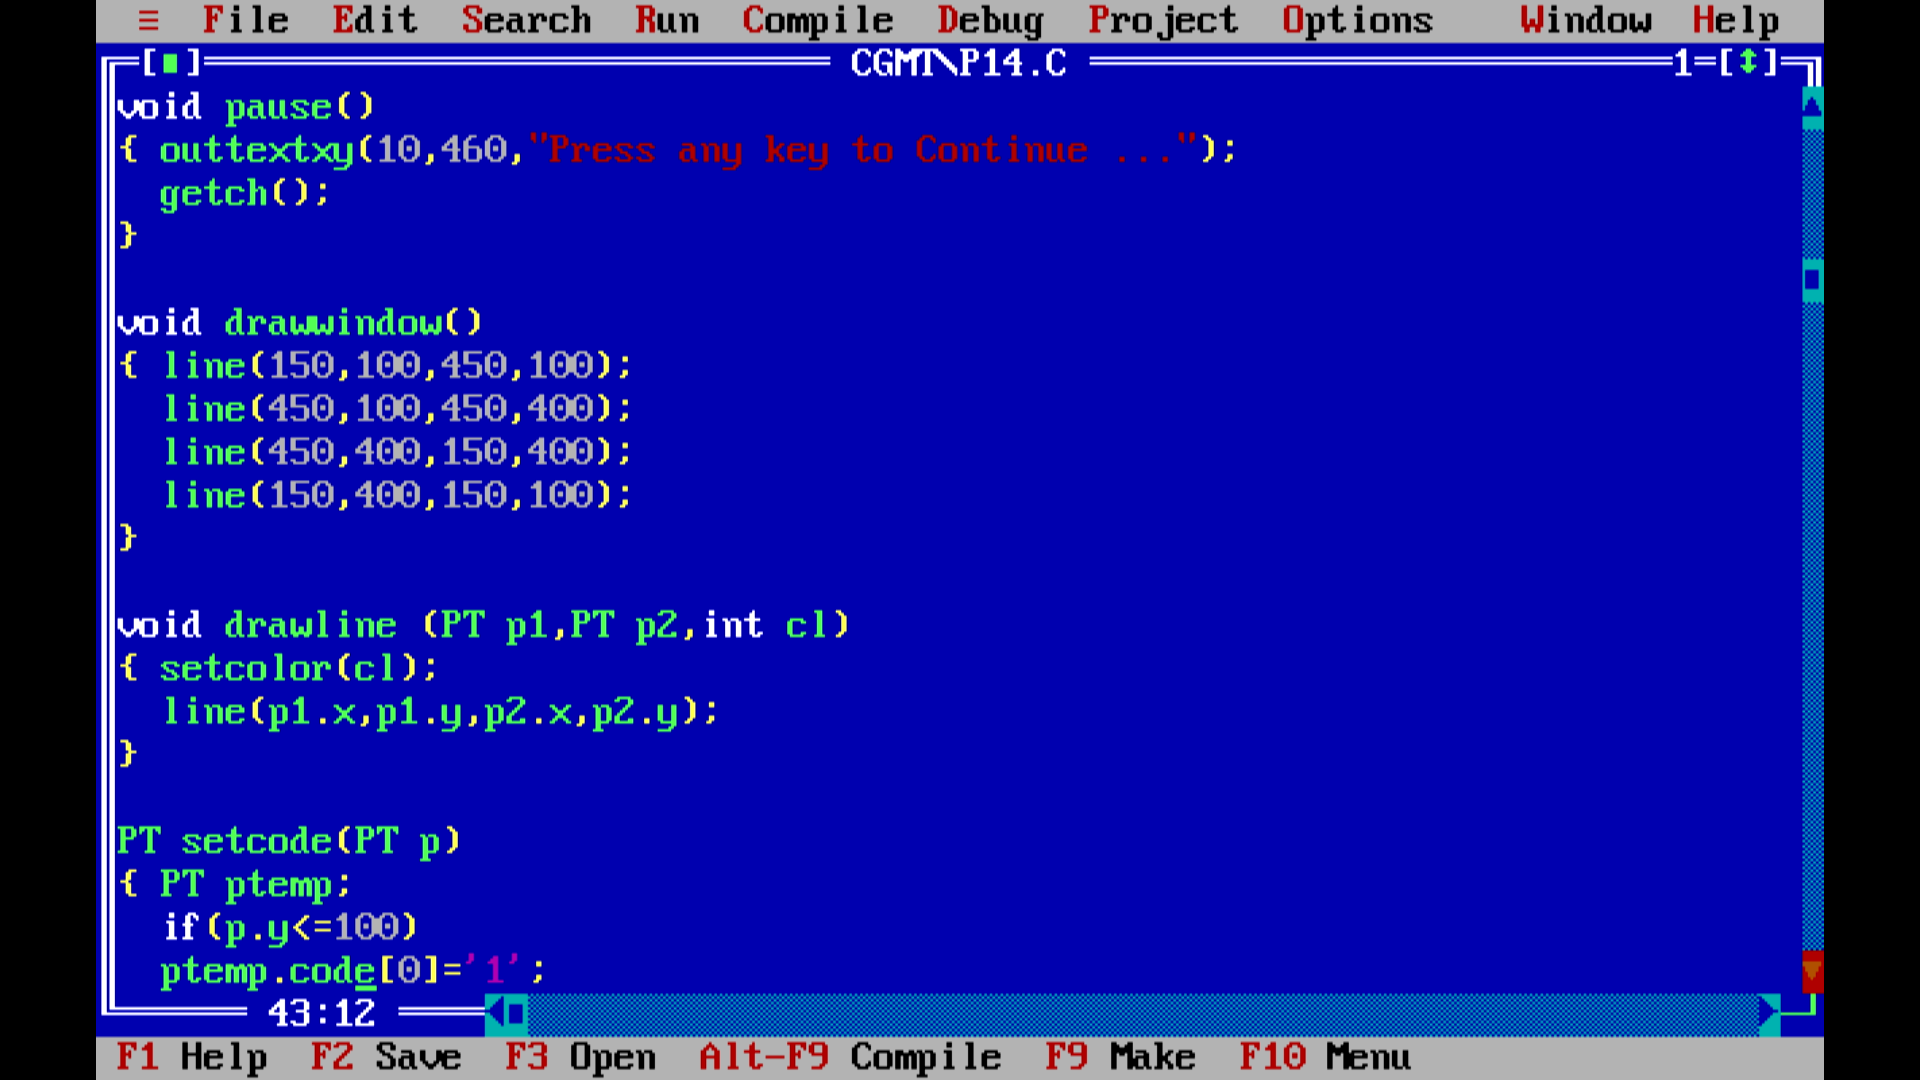 ≡ File Edit Search Run Compile Debug Project Options Window Help
[■] CGMT\P14.C 1=[↕]
void pause()
{ outtextxy(10,460,"Press any key to Continue ...");
  getch();
}
void drawwindow()
{ line(150,100,450,100);
  line(450,100,450,400);
  line(450,400,150,400);
  line(150,400,150,100);
}
void drawline (PT p1,PT p2,int cl)
{ setcolor(cl);
  line(p1.x,p1.y,p2.x,p2.y);
}
PT setcode(PT p)
{ PT ptemp;
  if(p.y<=100)
  ptemp.code[0]='1';
43:12
F1 Help F2 Save F3 Open Alt-F9 Compile F9 Make F10 Menu